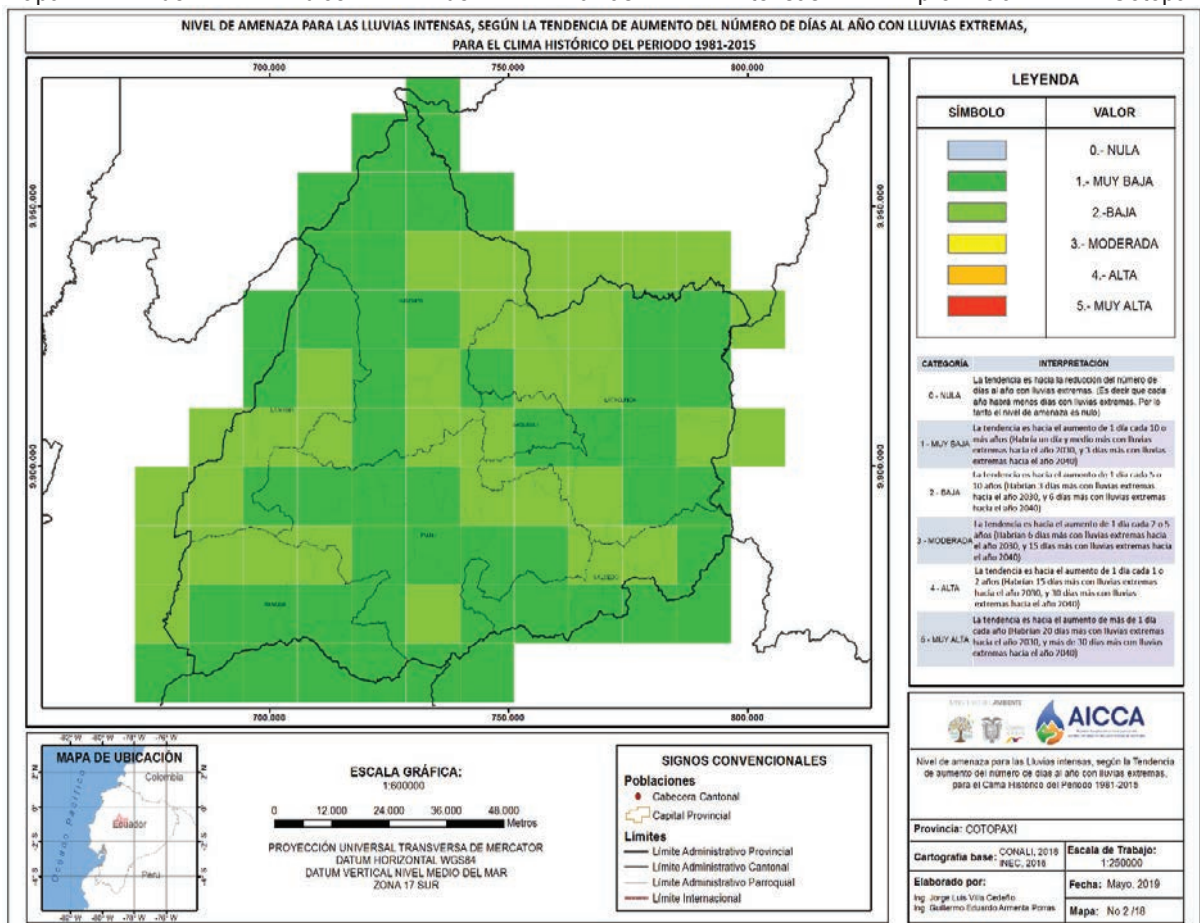 NIVEL DE AMENAZA PARA LAS LLUVIAS INTENSAS, SEGÚN LA TENDENCIA DE AUMENTO DEL NÚMERO DE DÍAS AL AÑO CON LLUVIAS EXTREMAS,
PARA EL CLIMA HISTÓRICO DEL PERIODO 1981-2015
700.000 750.000 800.000
9.950.000 9.950.000
9.900.000 9.900.000
LATACUNGA
PUJILI
SALCEDO
PANGUA
700.000 750.000 800.000
LEYENDA
SÍMBOLO VALOR
0.- NULA
1.- MUY BAJA
2.-BAJA
3.- MODERADA
4.- ALTA
5.- MUY ALTA
CATEGORÍA INTERPRETACIÓN
0 - NULA
La tendencia es hacia la reducción del número de
días al año con lluvias extremas. (Es decir que cada
año habrá menos días con lluvias extremas. Por lo
tanto el nivel de amenaza es nulo)
1 - MUY BAJA
La tendencia es hacia el aumento de 1 día cada 10 o
más años (Habría un día y medio más con lluvias
extremas hacia el año 2030, y 3 días más con lluvias
extremas hacia el año 2040)
2 - BAJA
La tendencia es hacia el aumento de 1 día cada 5 o
10 años (Habrían 3 días más con lluvias extremas
hacia el año 2030, y 6 días más con lluvias extremas
hacia el año 2040)
3 - MODERADA
La tendencia es hacia el aumento de 1 día cada 2 o 5
años (Habrían 6 días más con lluvias extremas hacia
el año 2030, y 15 días más con lluvias extremas hacia
el año 2040)
4 - ALTA
La tendencia es hacia el aumento de 1 día cada 1 o
2 años (Habrían 15 días más con lluvias extremas
hacia el año 2030, y 30 días más con lluvias
extremas hacia el año 2040)
5 - MUY ALTA
La tendencia es hacia el aumento de más de 1 día
cada año (Habrían 20 días más con lluvias extremas
hacia el año 2030, y más de 30 días más con lluvias
extremas hacia el año 2040)
MAPA DE UBICACIÓN
Colombia
Ecuador
Perú
Oceano Pacífico
ESCALA GRÁFICA:
1:600000
0 12.000 24.000 36.000 48.000
Metros
PROYECCIÓN UNIVERSAL TRANSVERSA DE MERCATOR
DATUM HORIZONTAL WGS84
DATUM VERTICAL NIVEL MEDIO DEL MAR
ZONA 17 SUR
SIGNOS CONVENCIONALES
Poblaciones
Cabecera Cantonal
Capital Provincial
Límites
Límite Administrativo Provincial
Límite Administrativo Cantonal
Límite Administrativo Parroquial
Límite Internacional
AICCA
Nivel de amenaza para las Lluvias intensas, según la Tendencia
de aumento del número de días al año con lluvias extremas,
para el Clima Histórico del Periodo 1981-2015
Provincia: COTOPAXI
Cartografía base: CONALI, 2018
INEC, 2016
Escala de Trabajo:
1:250000
Elaborado por:
Ing. Jorge Luis Villa Cedeño
Ing. Guillermo Eduardo Armenta Porras
Fecha: Mayo, 2019
Mapa: No 2 /18